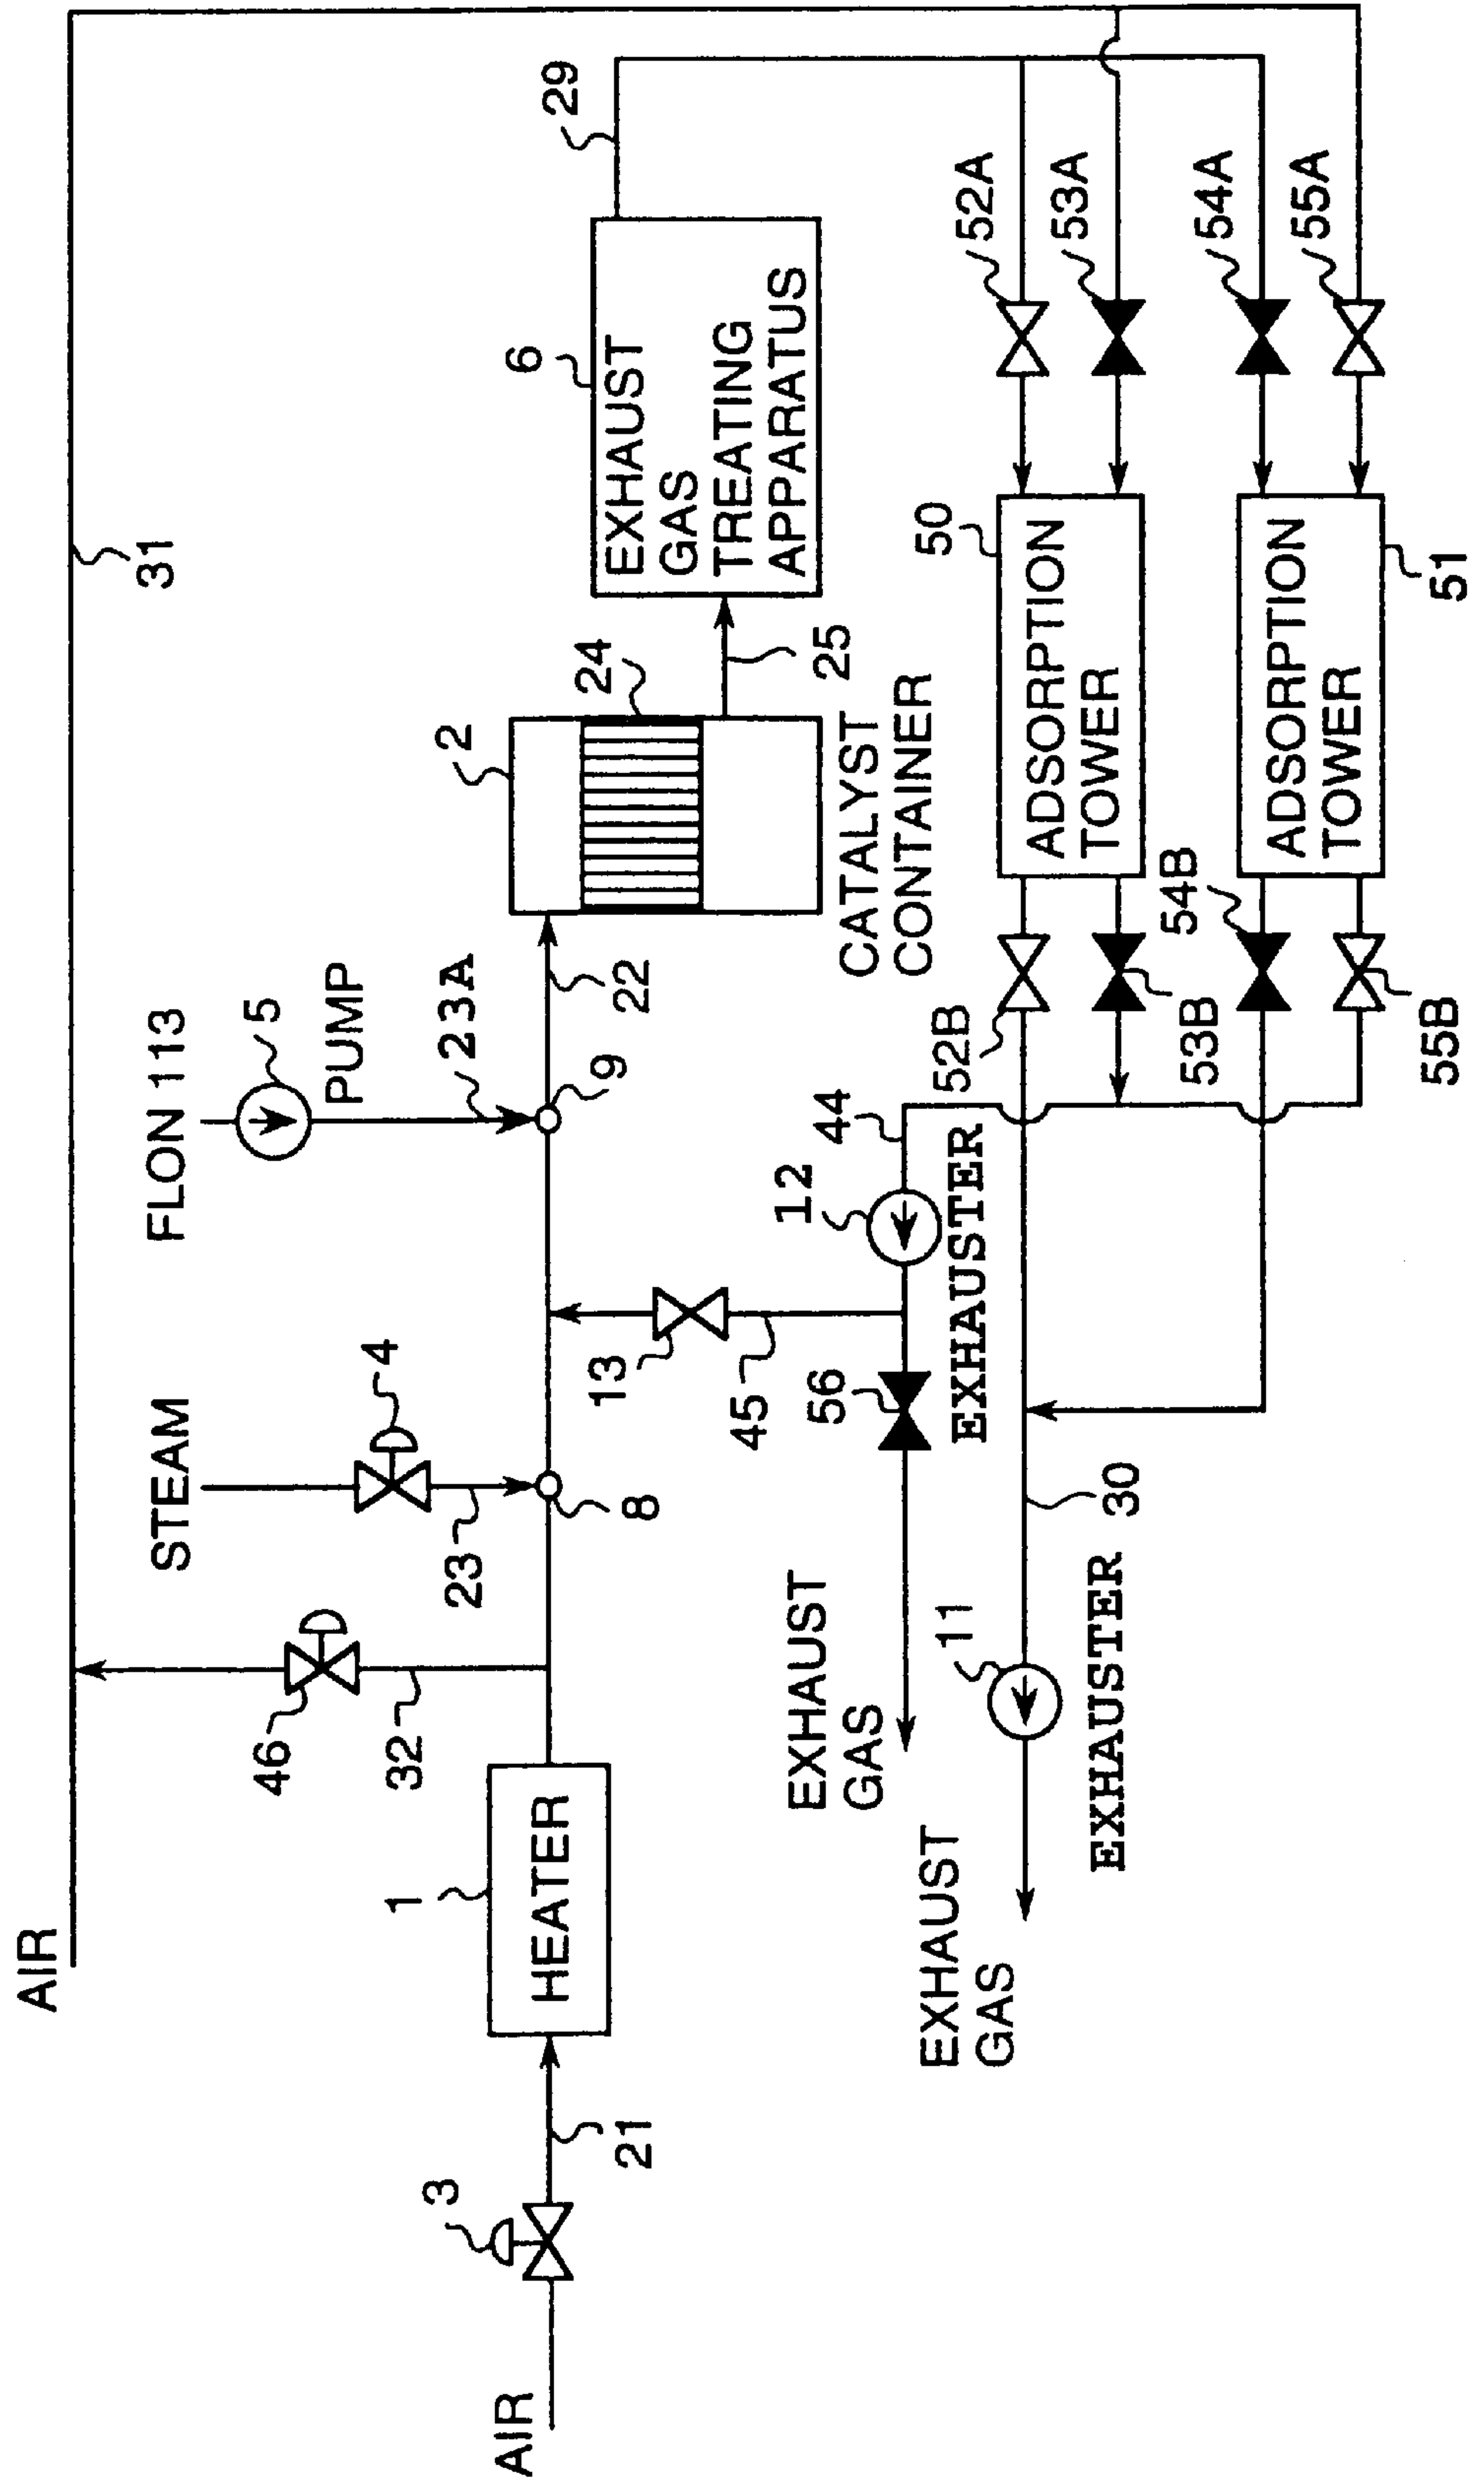 AIR
31
29
STEAM
FLON 113
5
PUMP
4
46
32
23
23A
8
9
22
2
24
25
6
EXHAUST
GAS
TREATING
APPARATUS
CATALYST
CONTAINER
AIR
3
21
1
HEATER
13
45
12
44
EXHAUSTER
56
EXHAUST
GAS
EXHAUST
GAS
11
EXHAUSTER
30
52B
53B
54B
55B
50
ADSORPTION
TOWER
ADSORPTION
TOWER
51
52A
53A
54A
55A